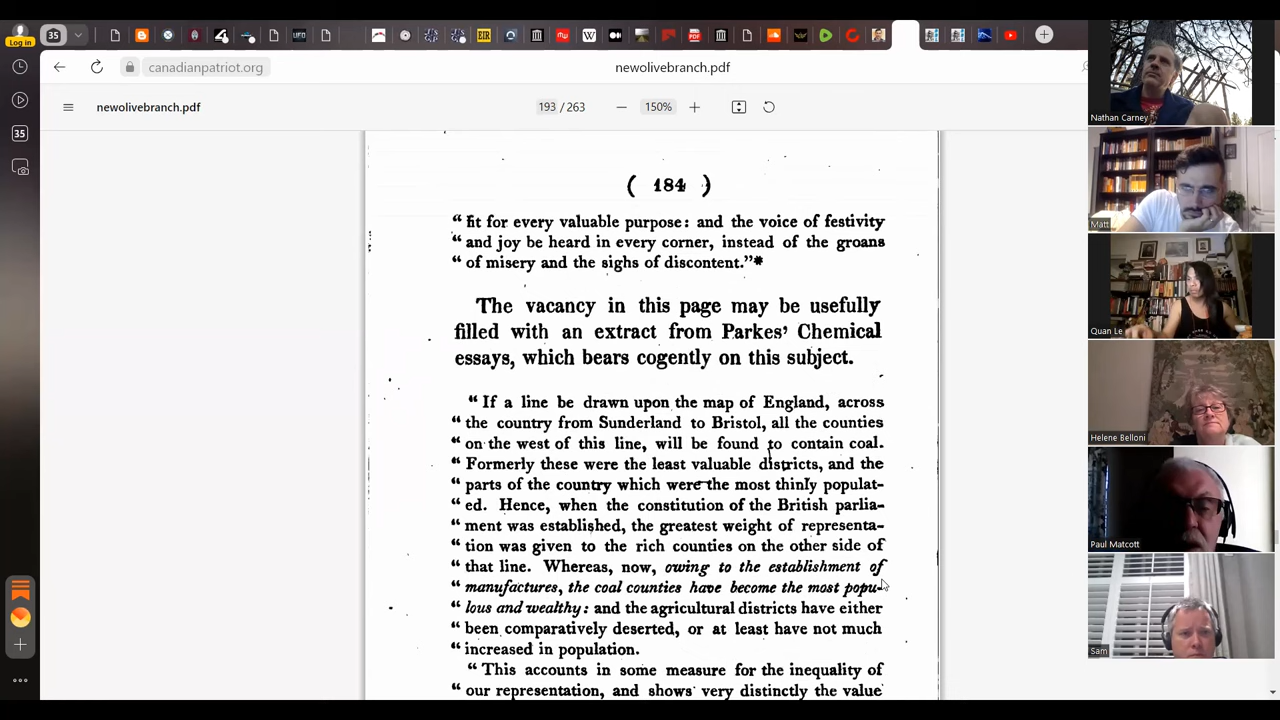 35
Log in
canadianpatriot.org
newolivebranch.pdf
newolivebranch.pdf
193 / 263
150%
35
( 184 )
“ fit for every valuable purpose: and the voice of festivity
“ and joy be heard in every corner, instead of the groans
“ of misery and the sighs of discontent.”*
The vacancy in this page may be usefully
filled with an extract from Parkes’ Chemical
essays, which bears cogently on this subject.
“ If a line be drawn upon the map of England, across
“ the country from Sunderland to Bristol, all the counties
“ on the west of this line, will be found to contain coal.
“ Formerly these were the least valuable districts, and the
“ parts of the country which were the most thinly populat-
“ ed. Hence, when the constitution of the British parlia-
“ ment was established, the greatest weight of representa-
“ tion was given to the rich counties on the other side of
“ that line. Whereas, now, owing to the establishment of
“ manufactures, the coal counties have become the most popu-
“ lous and wealthy: and the agricultural districts have either
“ been comparatively deserted, or at least have not much
“ increased in population.
“ This accounts in some measure for the inequality of
“ our representation, and shows very distinctly the value
Nathan Carney
Matt
Quan Le
Helene Belloni
Paul Matcott
Sam